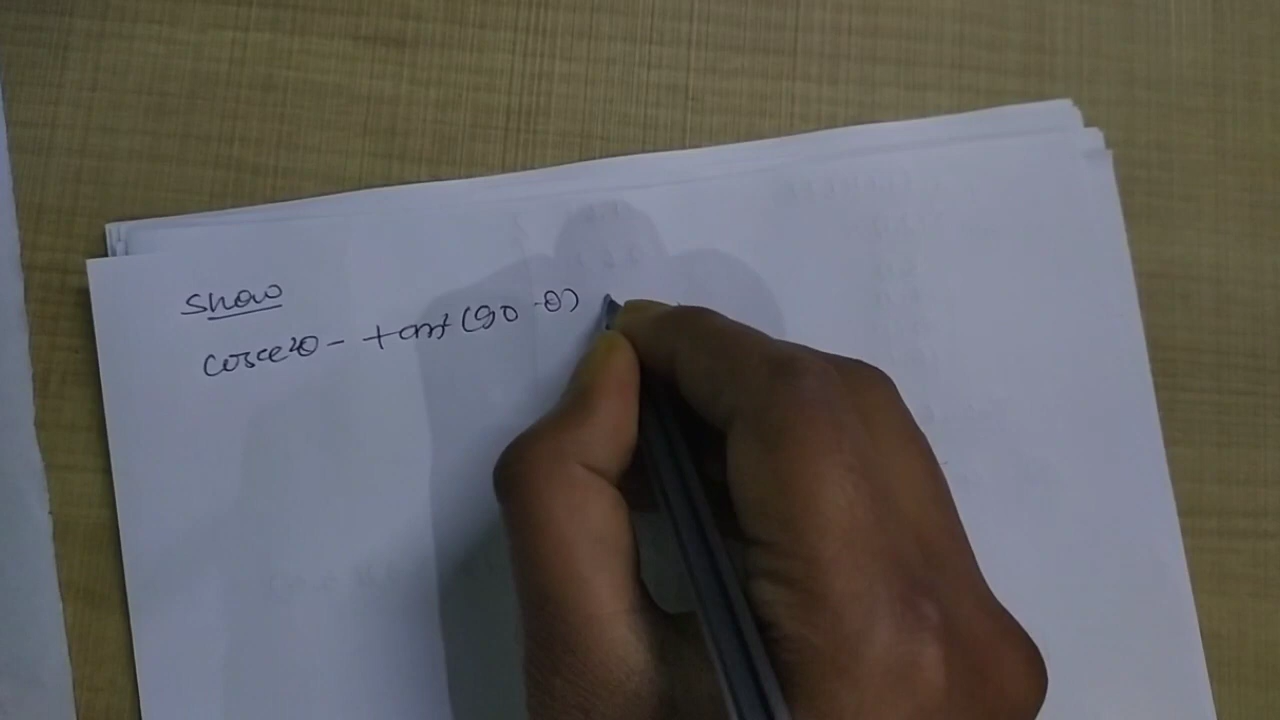 Show
cosec²θ - tan²(90-θ)